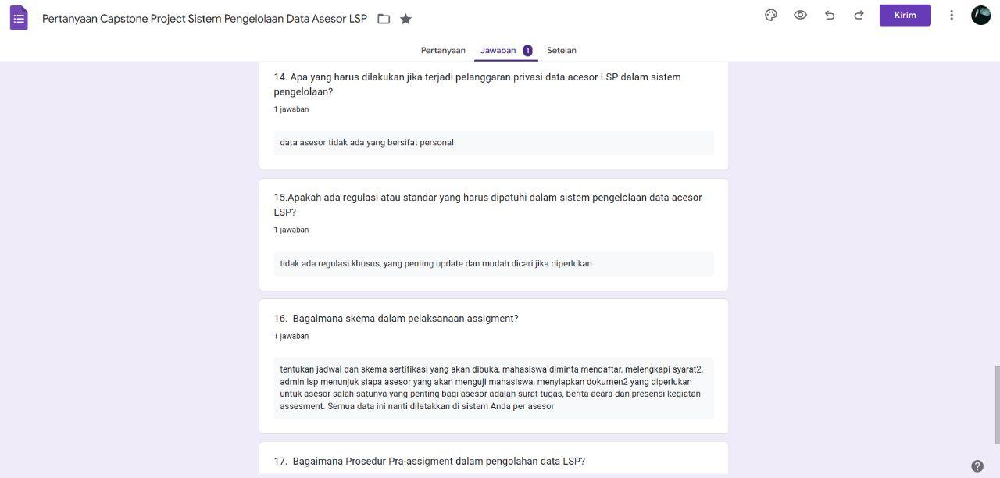 Pertanyaan Capstone Project Sistem Pengelolaan Data Asesor LSP
Kirim
Pertanyaan Jawaban 1 Setelan
14. Apa yang harus dilakukan jika terjadi pelanggaran privasi data acesor LSP dalam sistem
pengelolaan?
1 jawaban
data asesor tidak ada yang bersifat personal
15.Apakah ada regulasi atau standar yang harus dipatuhi dalam sistem pengelolaan data acesor
LSP?
1 jawaban
tidak ada regulasi khusus, yang penting update dan mudah dicari jika diperlukan
16. Bagaimana skema dalam pelaksanaan assigment?
1 jawaban
tentukan jadwal dan skema sertifikasi yang akan dibuka, mahasiswa diminta mendaftar, melengkapi syarat2,
admin lsp menunjuk siapa asesor yang akan menguji mahasiswa, menyiapkan dokumen2 yang diperlukan
untuk asesor salah satunya yang penting bagi asesor adalah surat tugas, berita acara dan presensi kegiatan
assesment. Semua data ini nanti diletakkan di sistem Anda per asesor
17. Bagaimana Prosedur Pra-assigment dalam pengolahan data LSP?